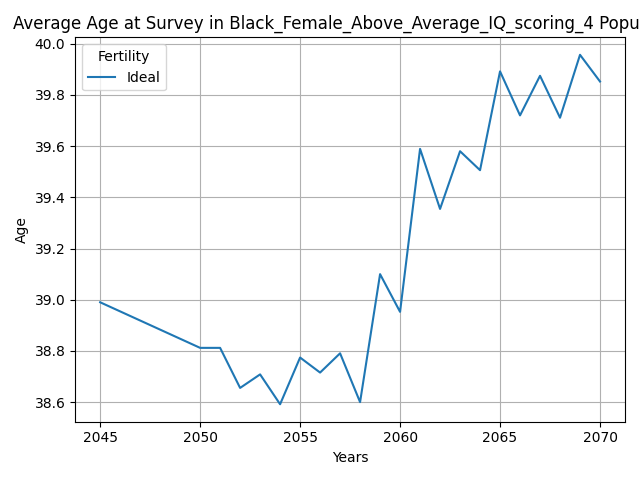 Average Age at Survey in Black_Female_Above_Average_IQ_scoring_4 Popu
Fertility
Ideal
40.0
39.8
39.6
39.4
39.2
39.0
38.8
38.6
Age
2045 2050 2055 2060 2065 2070
Years